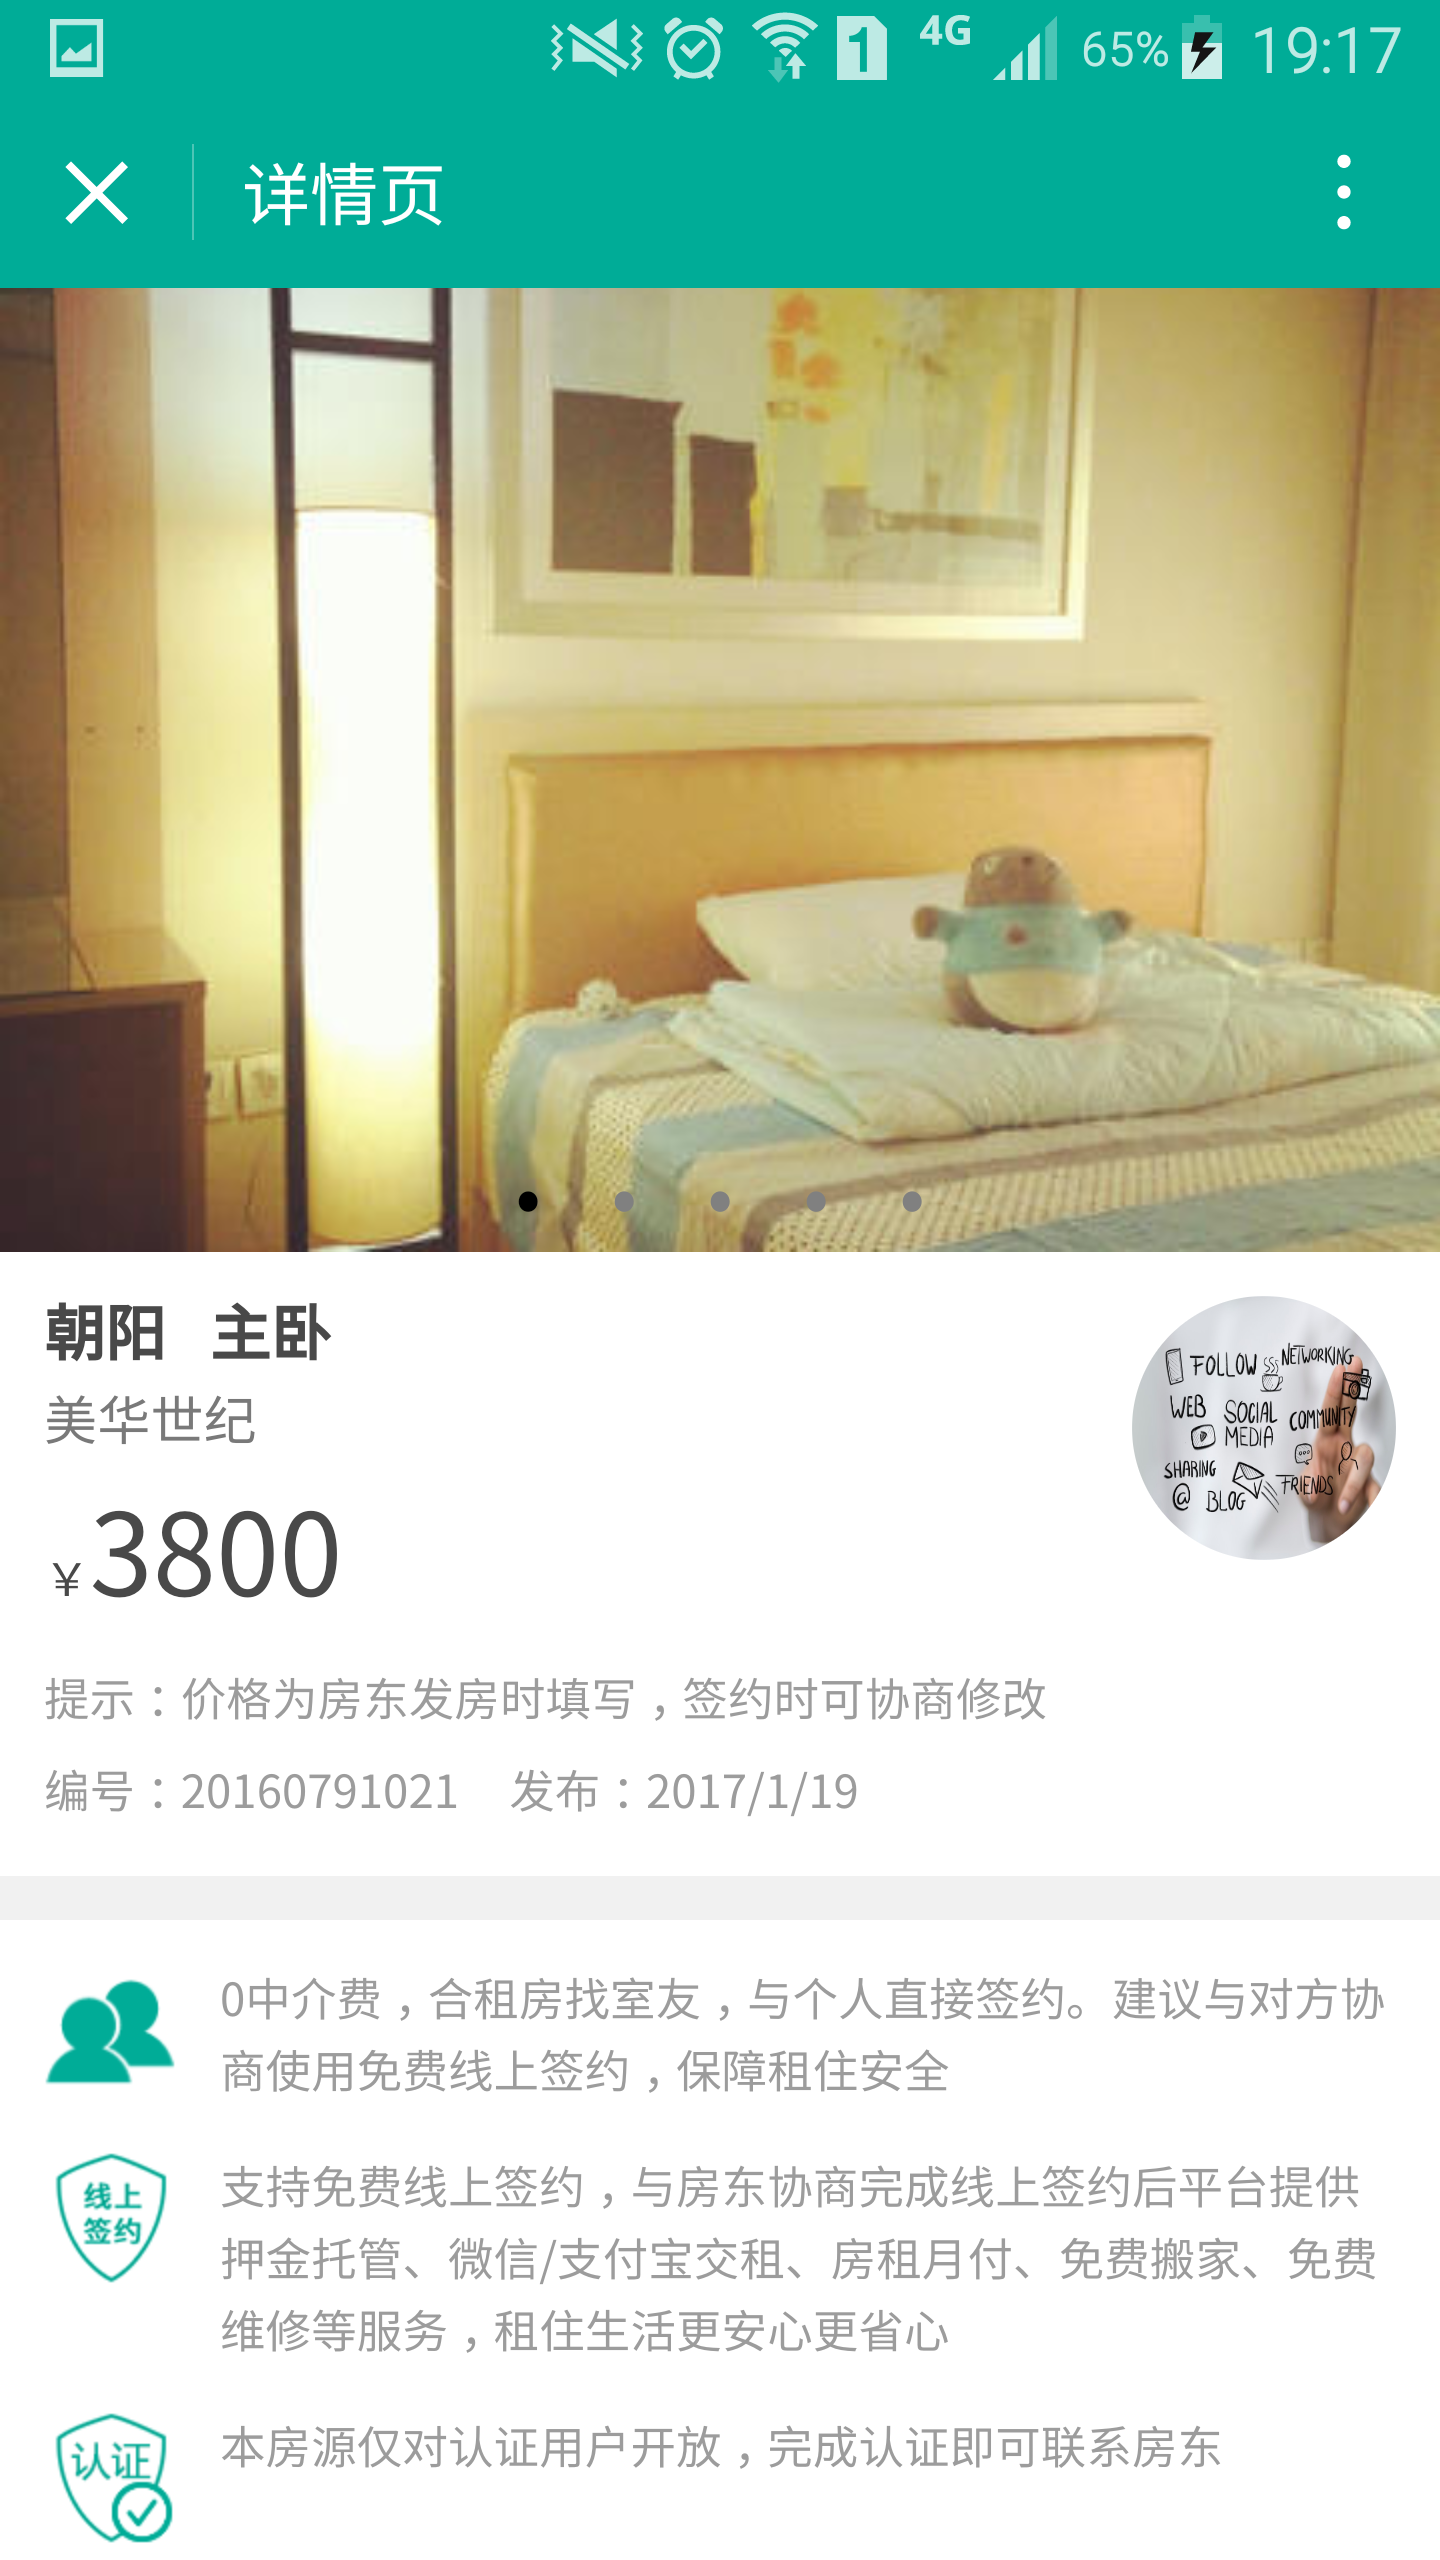 4G 65% 19:17
1
详情页
朝阳 主卧
美华世纪
¥3800
FOLLOW NETWORKING
WEB SOCIAL MEDIA COMMUNITY
SHARING
@ BLOG FRIENDS
提示：价格为房东发房时填写，签约时可协商修改
编号：20160791021 发布：2017/1/19
0中介费，合租房找室友，与个人直接签约。建议与对方协
商使用免费线上签约，保障租住安全
线上
签约
支持免费线上签约，与房东协商完成线上签约后平台提供
押金托管、微信/支付宝交租、房租月付、免费搬家、免费
维修等服务，租住生活更安心更省心
认证
本房源仅对认证用户开放，完成认证即可联系房东